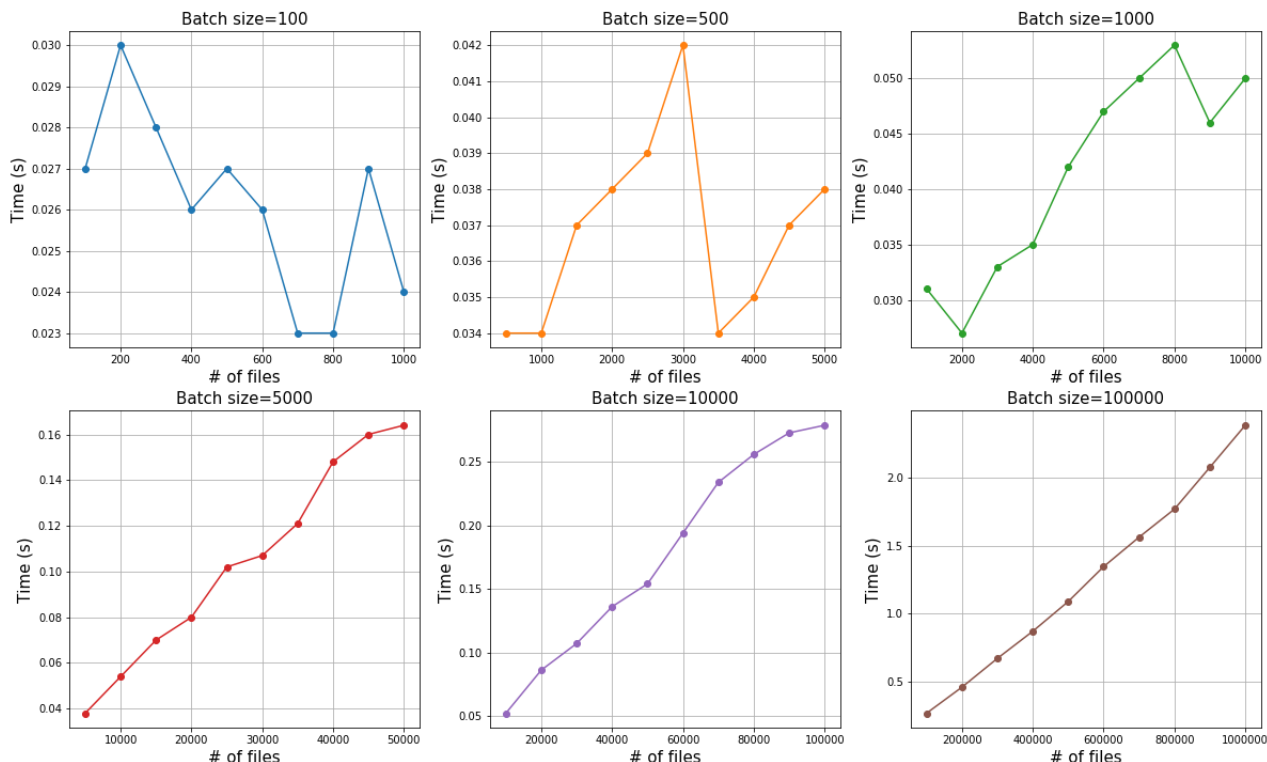 Batch size=100
0.030
0.029
0.028
0.027
0.026
0.025
0.024
0.023
Time (s)
200 400 600 800 1000
# of files
Batch size=500
0.042
0.041
0.040
0.039
0.038
0.037
0.036
0.035
0.034
Time (s)
1000 2000 3000 4000 5000
# of files
Batch size=1000
0.050
0.045
0.040
0.035
0.030
Time (s)
2000 4000 6000 8000 10000
# of files
Batch size=5000
0.16
0.14
0.12
0.10
0.08
0.06
0.04
Time (s)
10000 20000 30000 40000 50000
# of files
Batch size=10000
0.25
0.20
0.15
0.10
0.05
Time (s)
20000 40000 60000 80000 100000
# of files
Batch size=100000
2.0
1.5
1.0
0.5
Time (s)
200000 400000 600000 800000 1000000
# of files